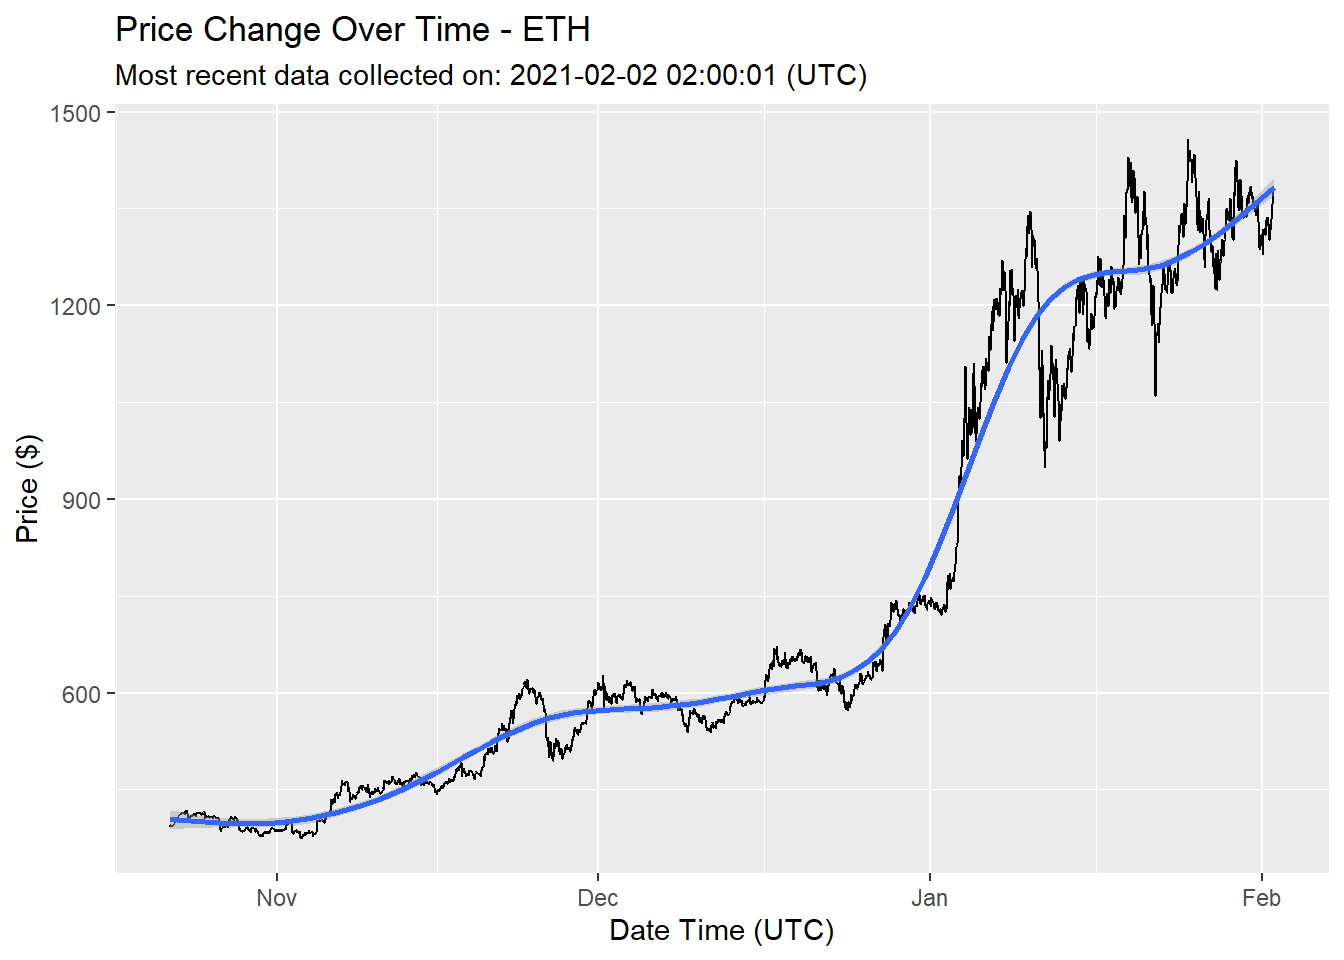 Price Change Over Time - ETH
Most recent data collected on: 2021-02-02 02:00:01 (UTC)
1500
1200
900
600
Price ($)
Nov Dec Jan Feb
Date Time (UTC)